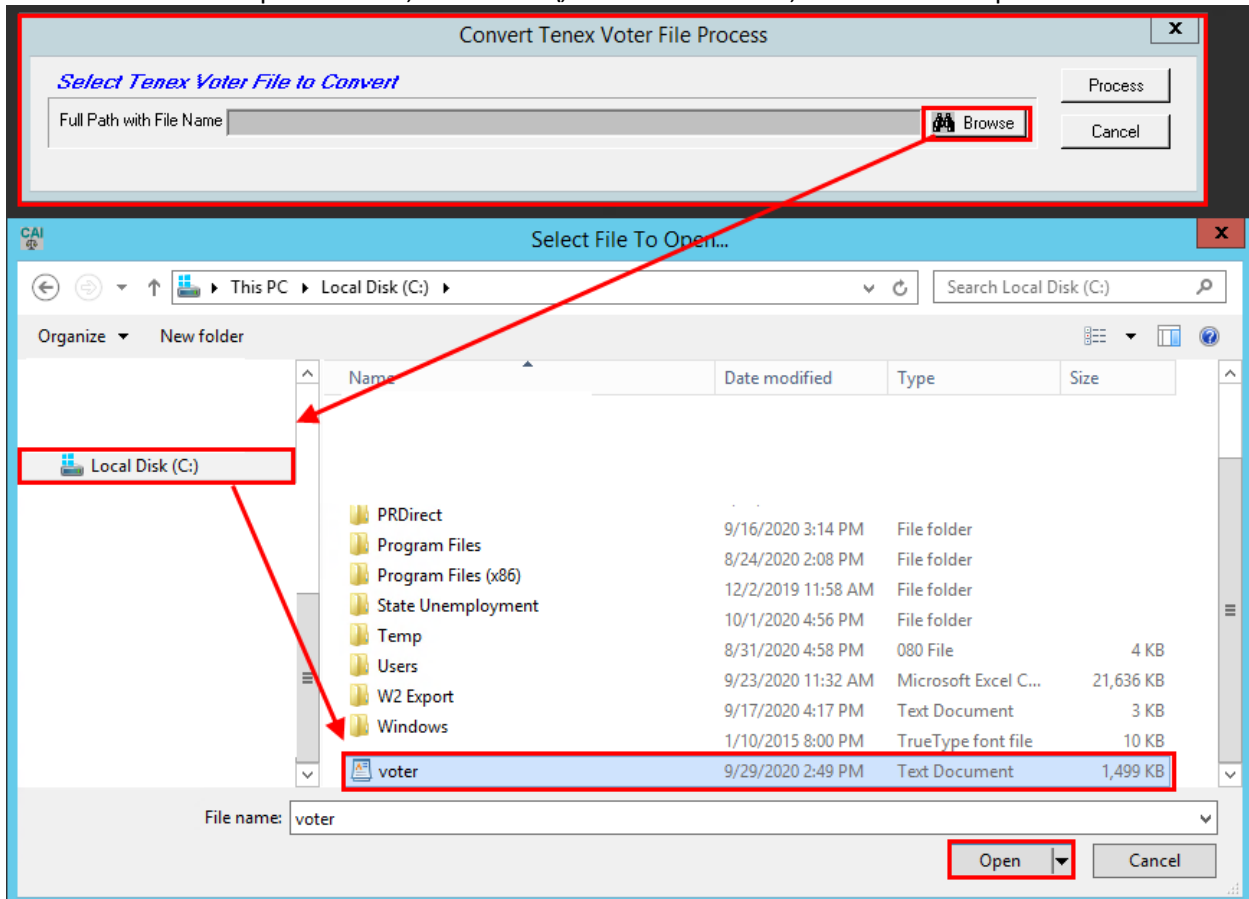 Convert Tenex Voter File Process x
Select Tenex Voter File to Convert
Process
Full Path with File Name Browse
Cancel
CAI Select File To Open... x
This PC Local Disk (C:) Search Local Disk (C:)
Organize New folder
Name Date modified Type Size
Local Disk (C:)
PRDirect
9/16/2020 3:14 PM File folder
Program Files
8/24/2020 2:08 PM File folder
Program Files (x86)
12/2/2019 11:58 AM File folder
State Unemployment
10/1/2020 4:56 PM File folder
Temp
8/31/2020 4:58 PM 080 File 4 KB
Users
9/23/2020 11:32 AM Microsoft Excel C... 21,636 KB
W2 Export
9/17/2020 4:17 PM Text Document 3 KB
Windows
1/10/2015 8:00 PM TrueType font file 10 KB
voter 9/29/2020 2:49 PM Text Document 1,499 KB
File name: voter
Open Cancel